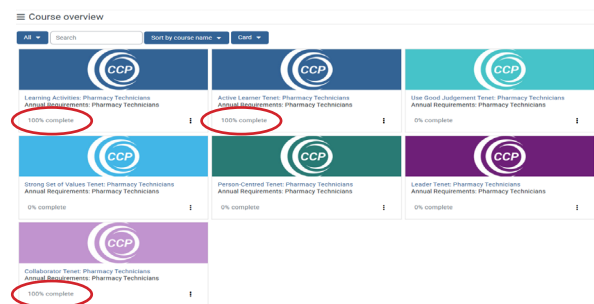 Course overview
All Search Sort by course name Card
CCP CCP CCP
Learning Activities: Pharmacy Technicians
Annual Requirements: Pharmacy Technicians
100% complete
Active Learner Tenet: Pharmacy Technicians
Annual Requirements: Pharmacy Technicians
100% complete
Use Good Judgement Tenet: Pharmacy Technicians
Annual Requirements: Pharmacy Technicians
0% complete
CCP CCP CCP
Strong Set of Values Tenet: Pharmacy Technicians
Annual Requirements: Pharmacy Technicians
0% complete
Person-Centred Tenet: Pharmacy Technicians
Annual Requirements: Pharmacy Technicians
0% complete
Leader Tenet: Pharmacy Technicians
Annual Requirements: Pharmacy Technicians
0% complete
CCP
Collaborator Tenet: Pharmacy Technicians
Annual Requirements: Pharmacy Technicians
100% complete